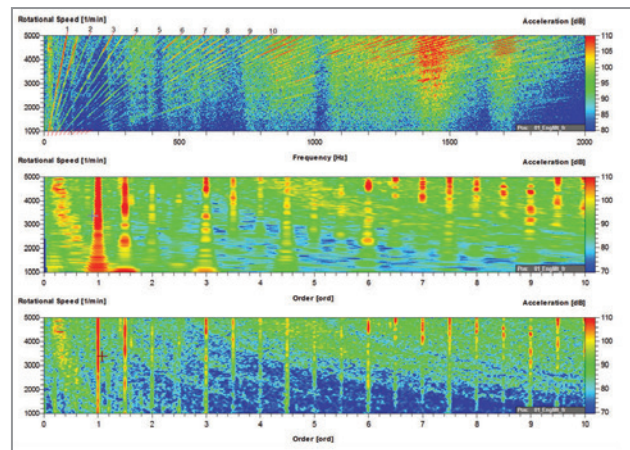 Rotational Speed [1/min] Acceleration [dB]
1 2 3 4 5 6 7 8 9 10
5000 110
4000 105
100
3000 95
90
2000 85
1000 80
0 500 1000 1500 2000
Frequency [Hz]
Rotational Speed [1/min] Acceleration [dB]
5000 110
4000 100
3000 90
2000 80
1000 70
0 1 2 3 4 5 6 7 8 9 10
Order [ord]
Rotational Speed [1/min] Acceleration [dB]
5000 110
4000 100
3000 90
2000 80
1000 70
0 1 2 3 4 5 6 7 8 9 10
Order [ord]